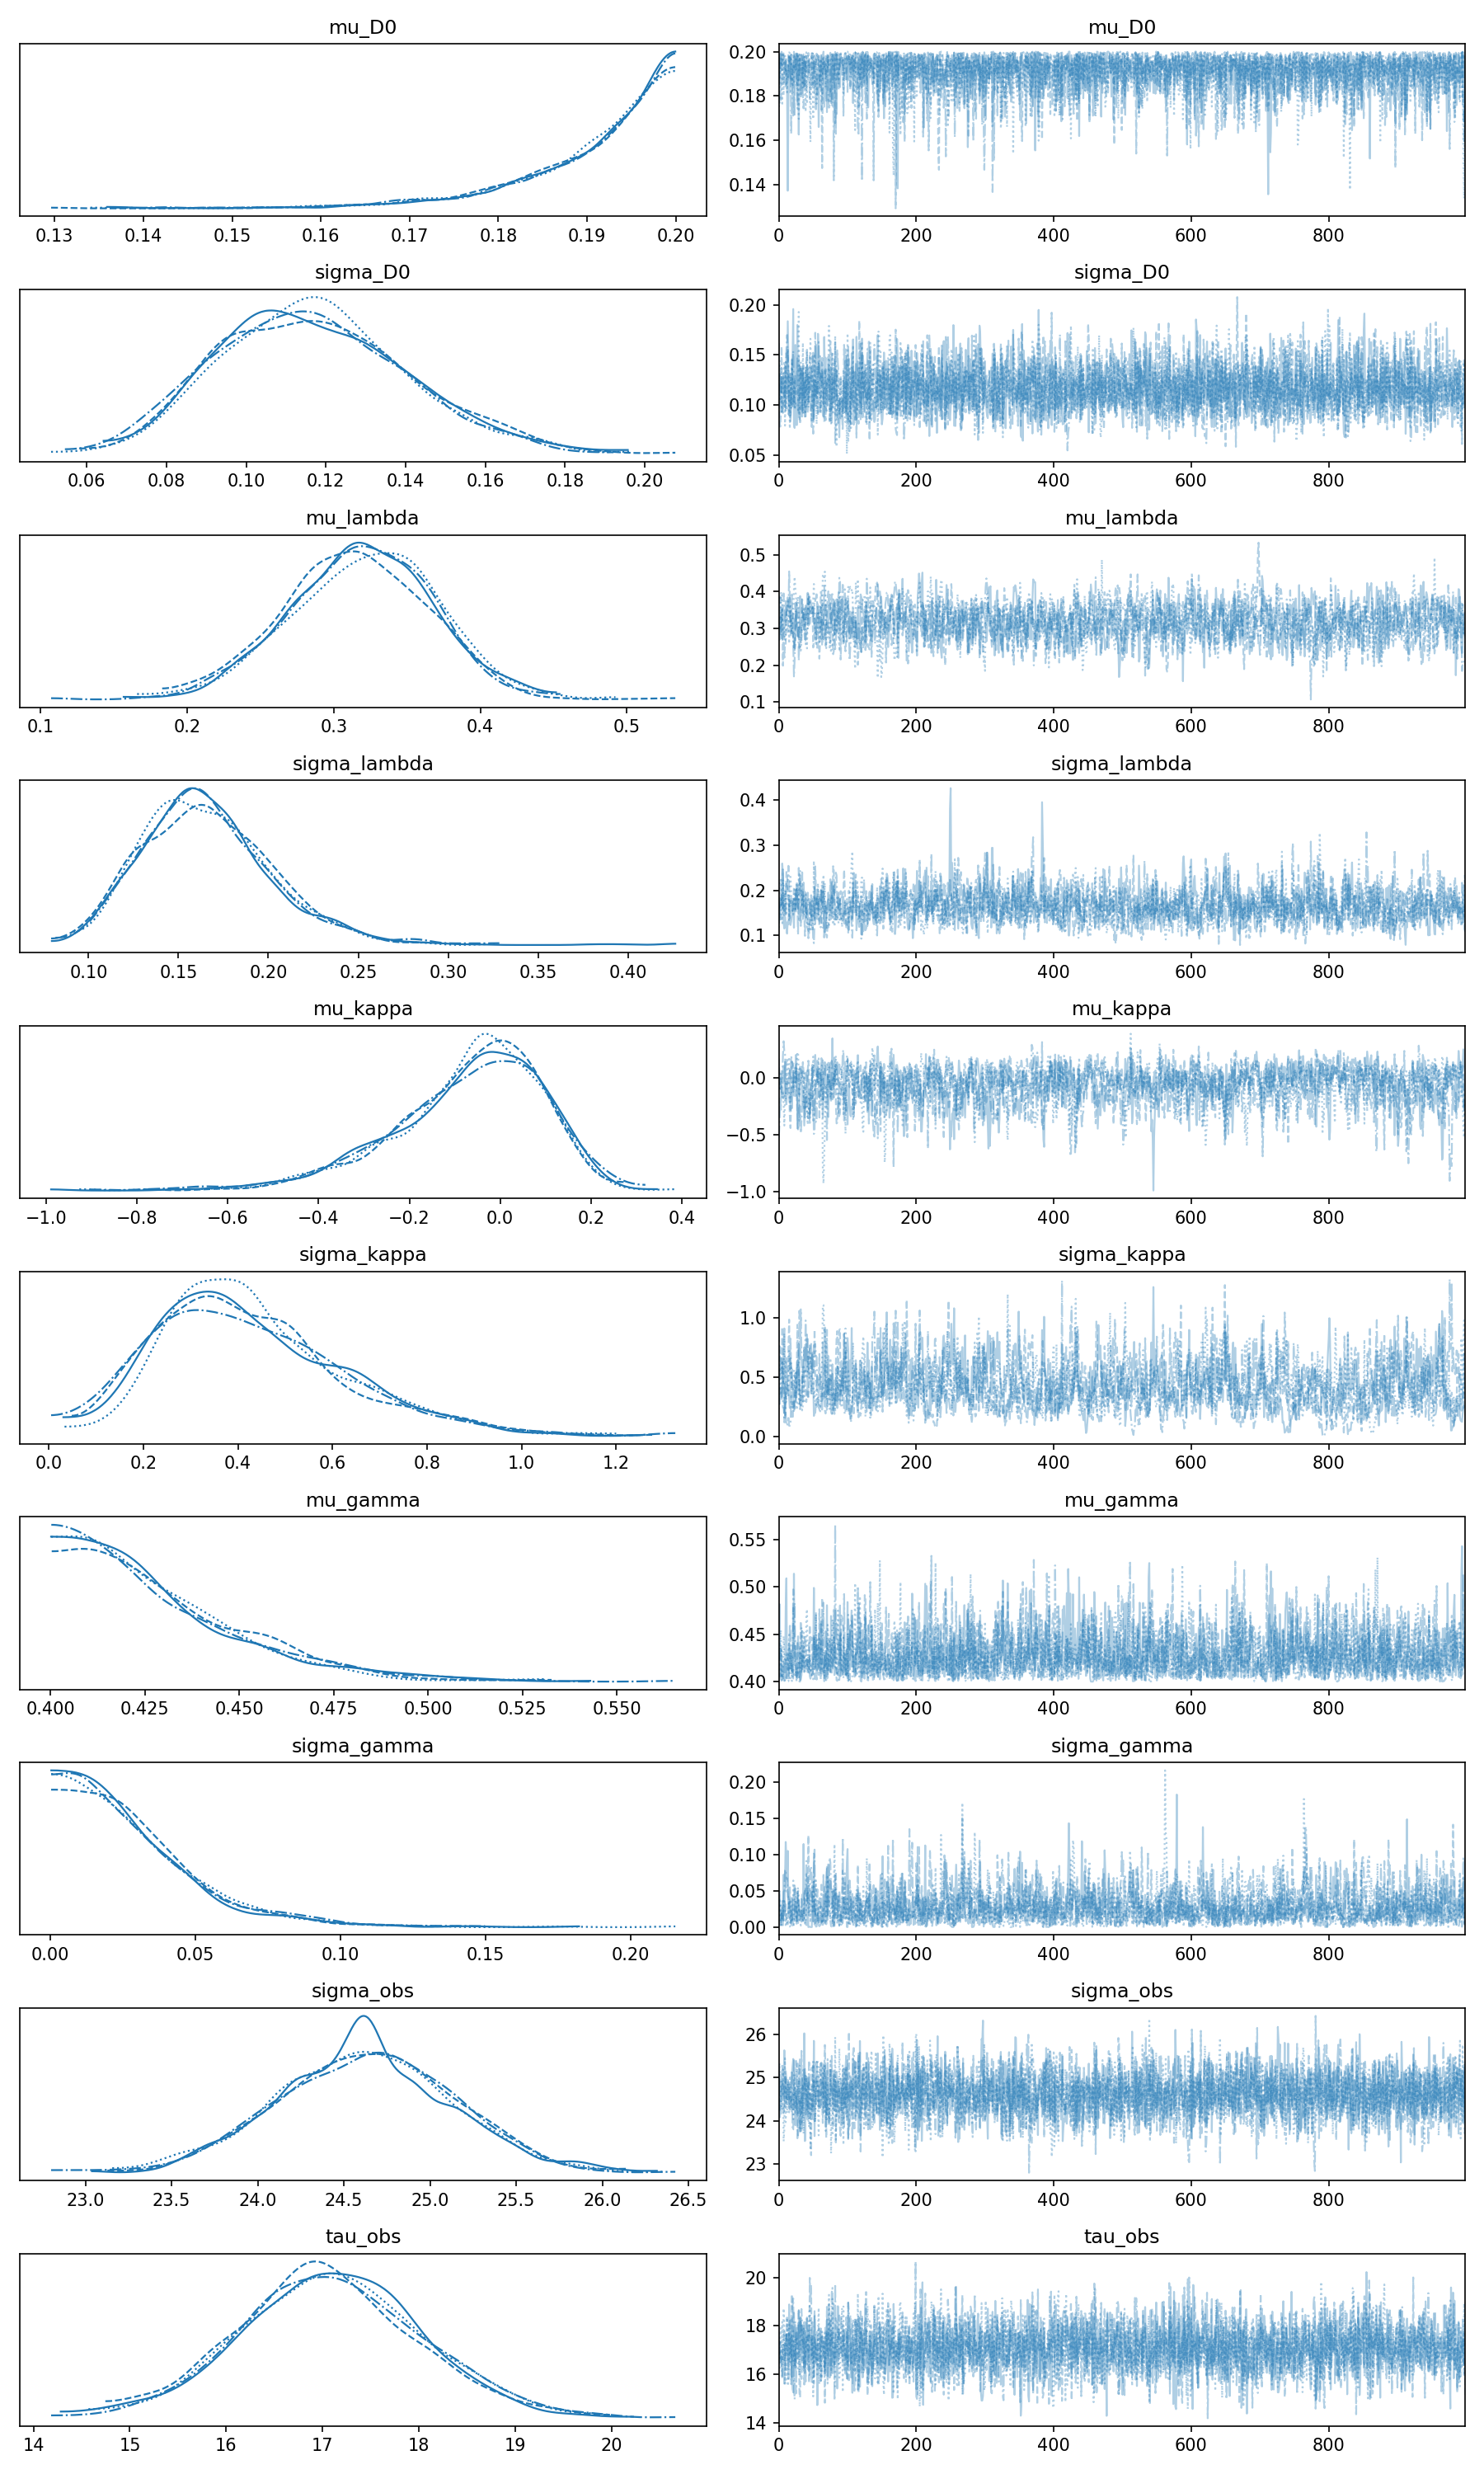 mu_D0 mu_D0
0.20
0.18
0.16
0.14
0.13 0.14 0.15 0.16 0.17 0.18 0.19 0.20 0 200 400 600 800
sigma_D0 sigma_D0
0.20
0.15
0.10
0.05
0.06 0.08 0.10 0.12 0.14 0.16 0.18 0.20 0 200 400 600 800
mu_lambda mu_lambda
0.5
0.4
0.3
0.2
0.1
0.1 0.2 0.3 0.4 0.5 0 200 400 600 800
sigma_lambda sigma_lambda
0.4
0.3
0.2
0.1
0.10 0.15 0.20 0.25 0.30 0.35 0.40 0 200 400 600 800
mu_kappa mu_kappa
0.0
−0.5
−1.0
−1.0 −0.8 −0.6 −0.4 −0.2 0.0 0.2 0.4 0 200 400 600 800
sigma_kappa sigma_kappa
1.0
0.5
0.0
0.0 0.2 0.4 0.6 0.8 1.0 1.2 0 200 400 600 800
mu_gamma mu_gamma
0.55
0.50
0.45
0.40
0.400 0.425 0.450 0.475 0.500 0.525 0.550 0 200 400 600 800
sigma_gamma sigma_gamma
0.20
0.15
0.10
0.05
0.00
0.00 0.05 0.10 0.15 0.20 0 200 400 600 800
sigma_obs sigma_obs
26
25
24
23
23.0 23.5 24.0 24.5 25.0 25.5 26.0 26.5 0 200 400 600 800
tau_obs tau_obs
20
18
16
14
14 15 16 17 18 19 20 0 200 400 600 800